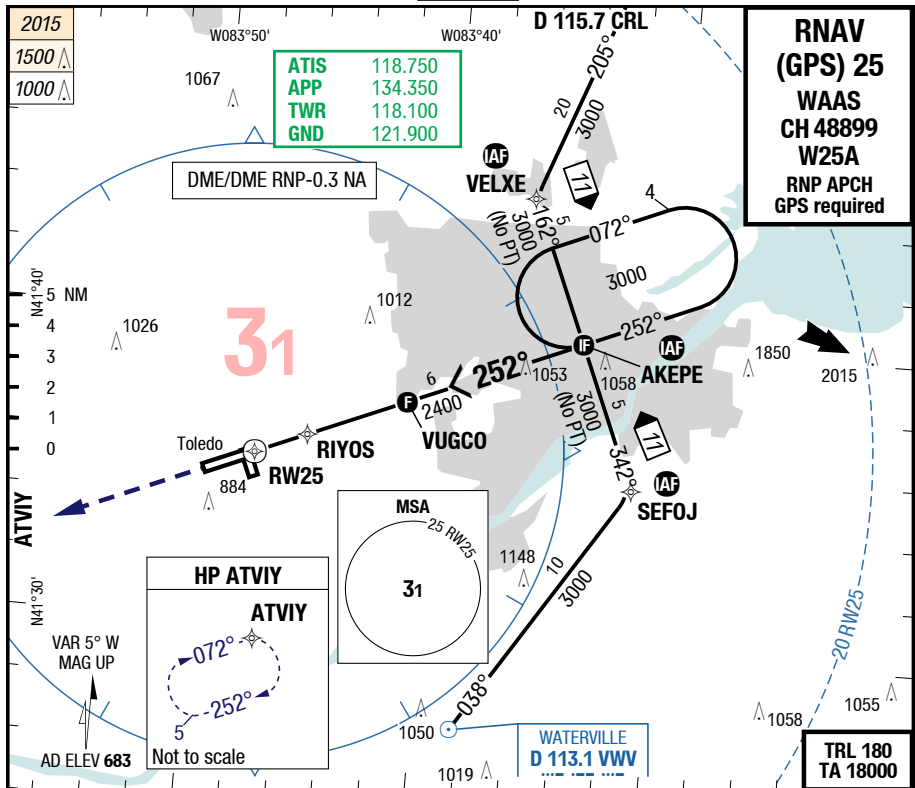 2015
1500
1000
W083°50'
W083°40'
D 115.7 CRL
RNAV
(GPS) 25
WAAS
CH 48899
W25A
RNP APCH
GPS required
ATIS 118.750
APP 134.350
TWR 118.100
GND 121.900
1067
205°
20
3000
IAF
VELXE
11
DME/DME RNP-0.3 NA
162°
5
3000
(No PT)
4
072°
3000
252°
N41°40'
5 NM
4
3
2
1
0
1026
1012
31
IF
IAF
AKEPE
1850
2015
252°
1053
1058
6
2400
F
VUGCO
5
3000
(No PT)
342°
11
Toledo
RIYOS
RW25
884
IAF
SEFOJ
ATVIY
MSA
25 RW25
31
1148
10
3000
038°
HP ATVIY
ATVIY
072°
252°
5
Not to scale
N41°30'
VAR 5° W
MAG UP
AD ELEV 683
20 RW25
1050
WATERVILLE
D 113.1 VWV
1019
1058
1055
TRL 180
TA 18000